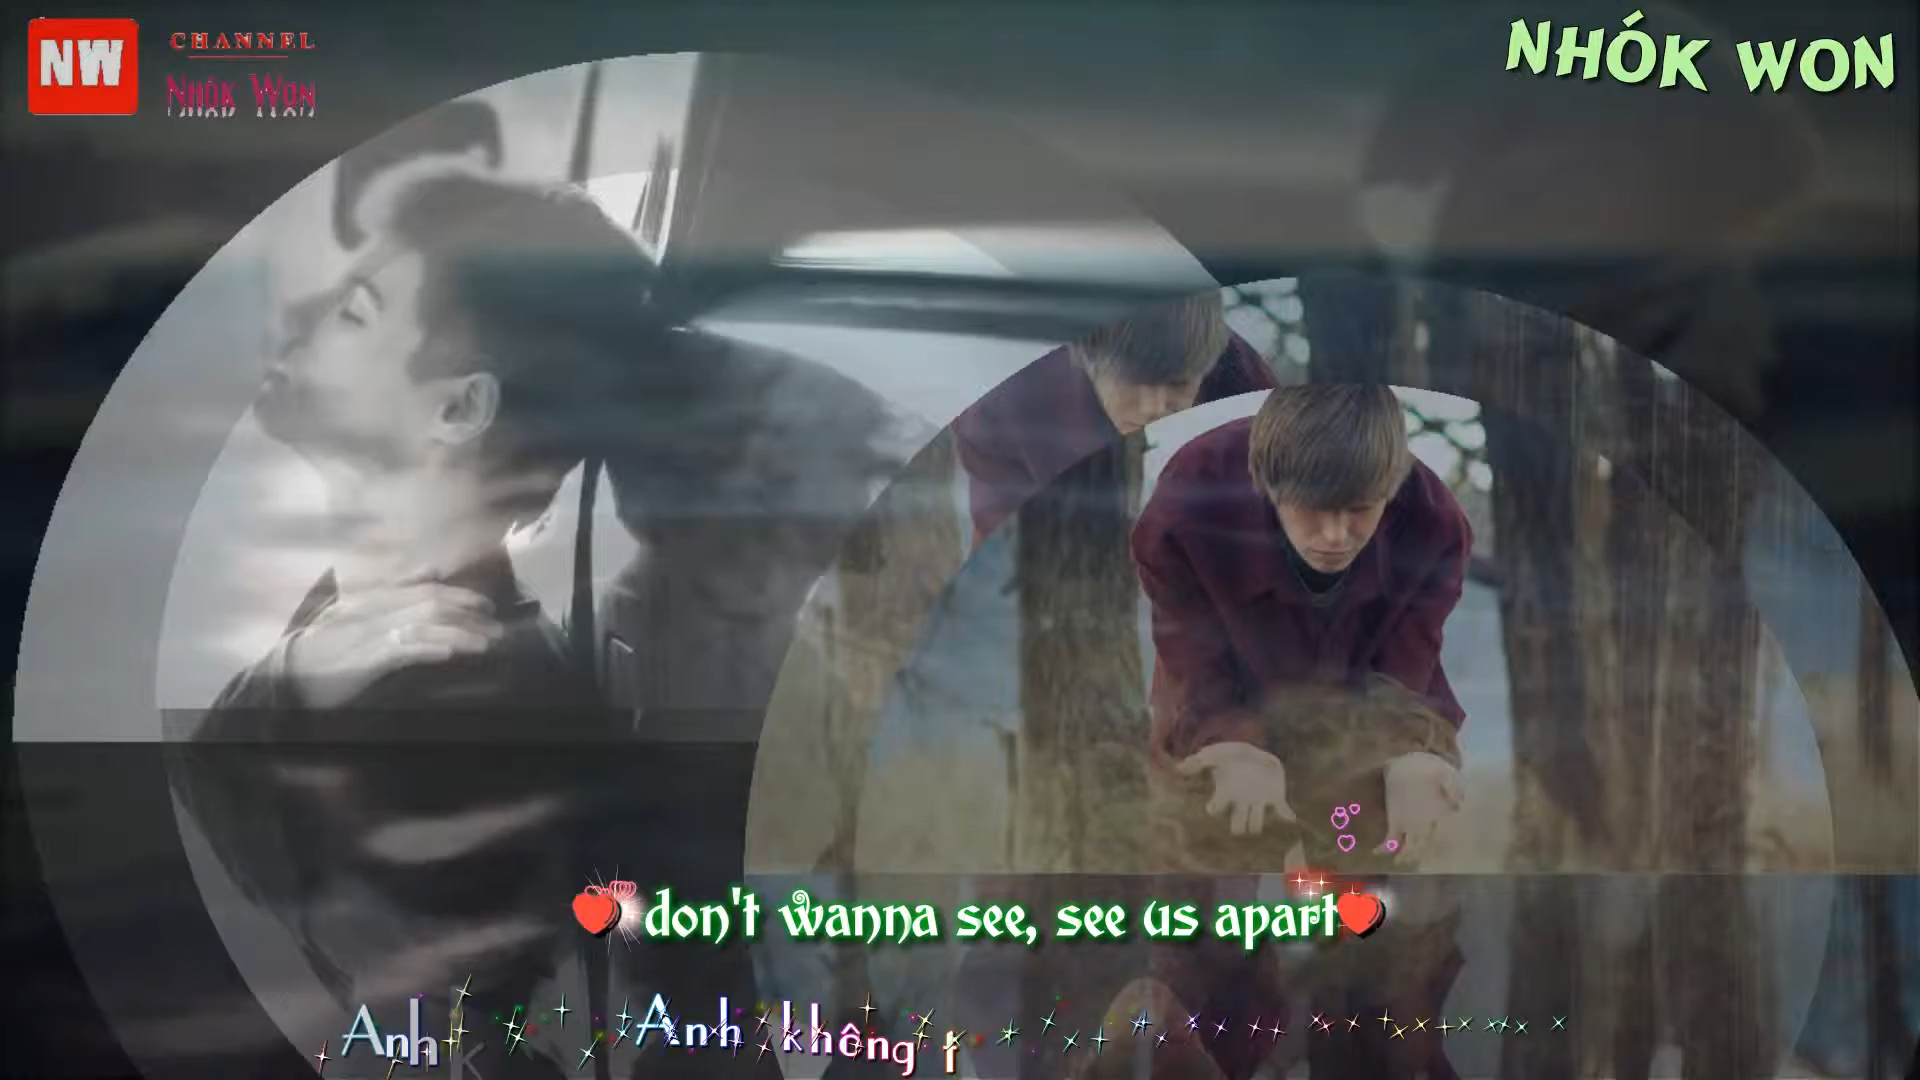 NW
CHANNEL
NHÓK WON
NHÓK WON
don't wanna see, see us apart
Anh
Anh không